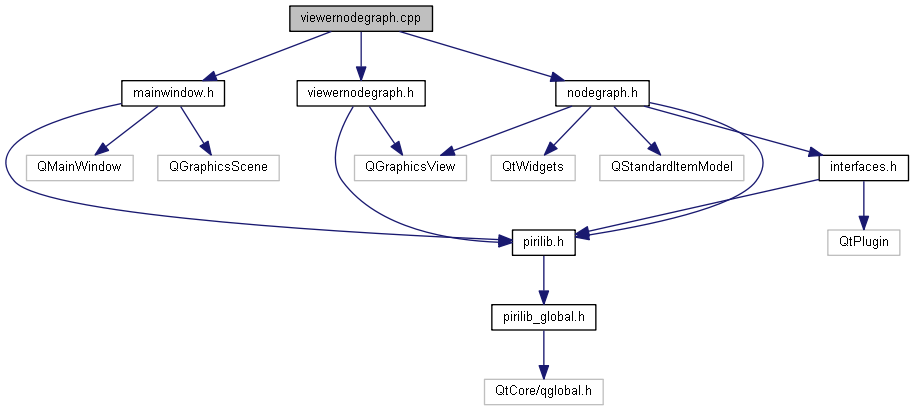 viewernodegraph.cpp
mainwindow.h
viewernodegraph.h
nodegraph.h
QMainWindow
QGraphicsScene
QGraphicsView
QtWidgets
QStandardItemModel
interfaces.h
pirilib.h
QtPlugin
pirilib_global.h
QtCore/qglobal.h